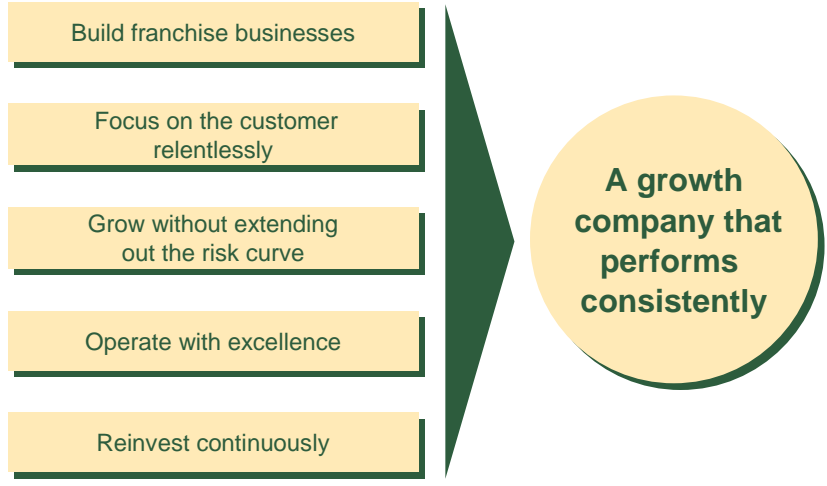 Build franchise businesses
Focus on the customer
relentlessly
Grow without extending
out the risk curve
Operate with excellence
Reinvest continuously
A growth
company that
performs
consistently